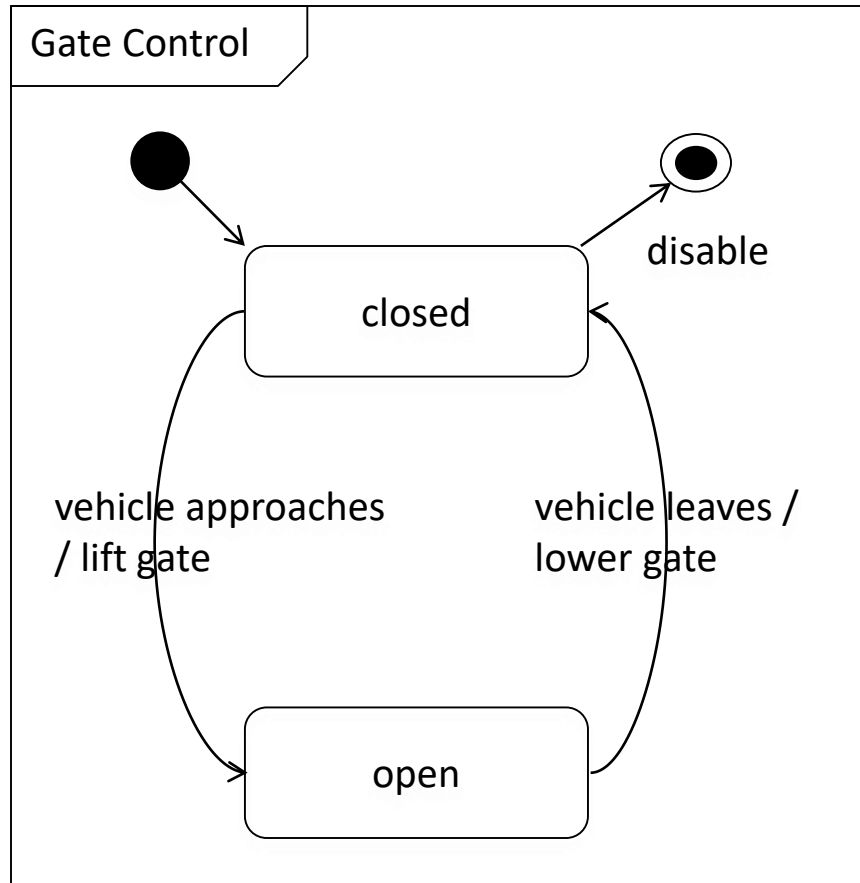 Gate Control
disable
closed
vehicle approaches
/ lift gate
vehicle leaves /
lower gate
open